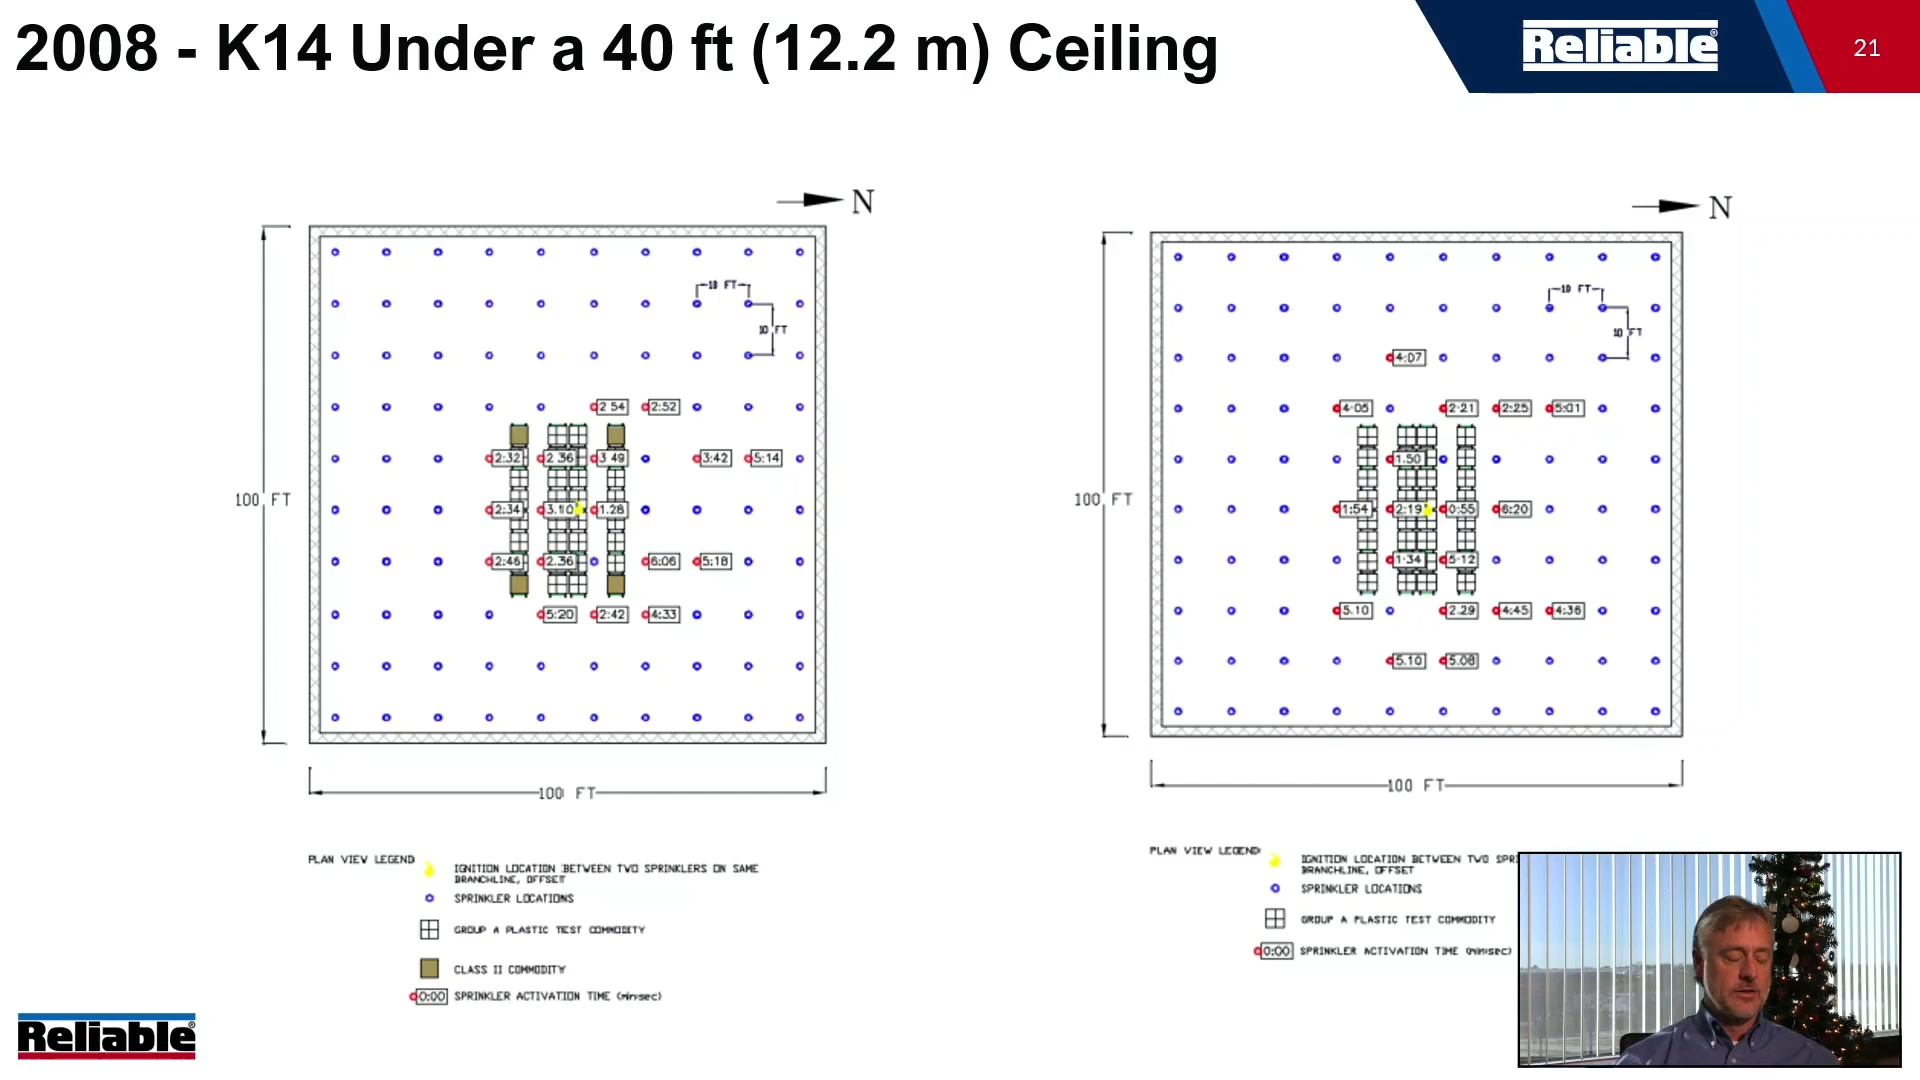 2008 - K14 Under a 40 ft (12.2 m) Ceiling
Reliable®
21
N
10 FT
10 FT
2 54
2:52
2:32
2 36
3 49
3:42
5:14
100 FT
2:34
3.10
1.28
2:46
2.36
6:06
5:18
5:20
2:42
4:33
100 FT
PLAN VIEW LEGEND
IGNITION LOCATION BETWEEN TWO SPRINKLERS ON SAME
BRANCHLINE, OFFSET
SPRINKLER LOCATIONS
GROUP A PLASTIC TEST COMMODITY
CLASS II COMMODITY
0:00 SPRINKLER ACTIVATION TIME (min:sec)
N
10 FT
10 FT
4:07
4:05
2:21
2:25
5:01
1.50
100 FT
1:54
2:19
0:55
6:20
1:34
5:12
5.10
2.29
4:45
4:36
5.10
5.08
100 FT
PLAN VIEW LEGEND
IGNITION LOCATION BETWEEN TWO SPRI
BRANCHLINE, OFFSET
SPRINKLER LOCATIONS
GROUP A PLASTIC TEST COMMODITY
0:00 SPRINKLER ACTIVATION TIME (min:sec)
Reliable®